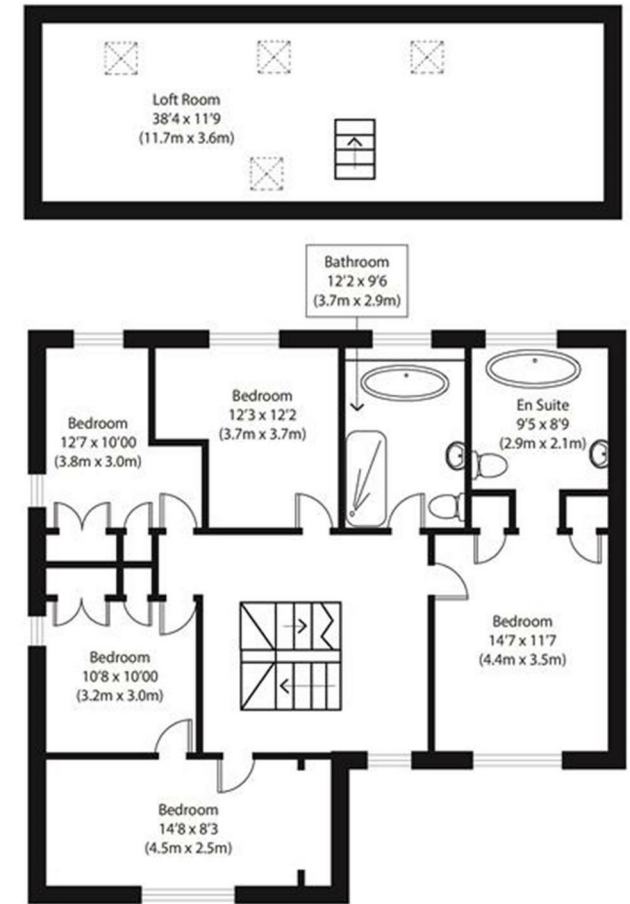 Loft Room
38'4 x 11'9
(11.7m x 3.6m)
Bathroom
12'2 x 9'6
(3.7m x 2.9m)
Bedroom
12'7 x 10'00
(3.8m x 3.0m)
Bedroom
12'3 x 12'2
(3.7m x 3.7m)
En Suite
9'5 x 8'9
(2.9m x 2.1m)
Bedroom
10'8 x 10'00
(3.2m x 3.0m)
Bedroom
14'7 x 11'7
(4.4m x 3.5m)
Bedroom
14'8 x 8'3
(4.5m x 2.5m)